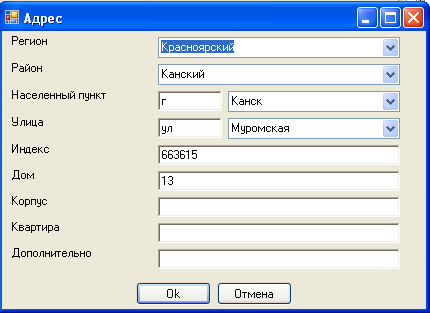 Адрес
Регион Красноярский
Район Канский
Населенный пункт г Канск
Улица ул Муромская
Индекс 663615
Дом 13
Корпус
Квартира
Дополнительно
Ok Отмена